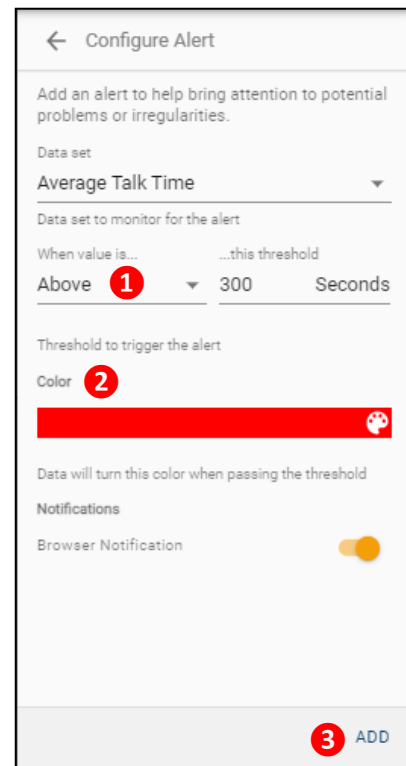 Configure Alert
Add an alert to help bring attention to potential
problems or irregularities.
Data set
Average Talk Time
Data set to monitor for the alert
When value is... ...this threshold
Above 1 300 Seconds
Threshold to trigger the alert
Color 2
Data will turn this color when passing the threshold
Notifications
Browser Notification
3 ADD